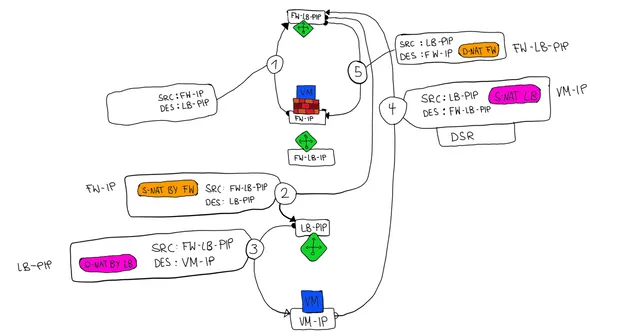 FW-LB-PIP
1
SRC:FW-IP
DES:LB-PIP
VM
FW-IP
FW-LB-IP
5
SRC: LB-PIP
DES: FW-IP
D-NAT FW
FW-LB-PIP
4
SRC: LB-PIP
DES: FW-LB-PIP
S-NAT LB
VM-IP
DSR
FW-IP
S-NAT BY FW
SRC: FW-LB-PIP
DES: LB-PIP
2
LB-PIP
LB-PIP
D-NAT BY LB
SRC: FW-LB-PIP
DES: VM-IP
3
VM
VM-IP